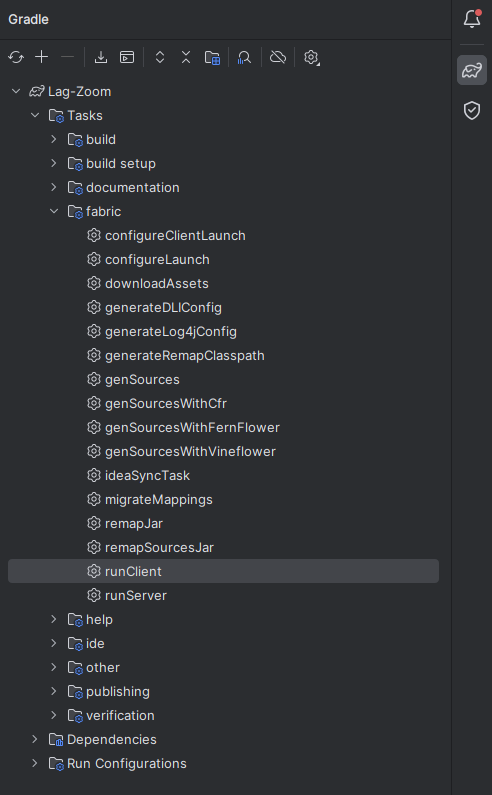 Gradle
Lag-Zoom
Tasks
build
build setup
documentation
fabric
configureClientLaunch
configureLaunch
downloadAssets
generateDLIConfig
generateLog4jConfig
generateRemapClasspath
genSources
genSourcesWithCfr
genSourcesWithFernFlower
genSourcesWithVineflower
ideaSyncTask
migrateMappings
remapJar
remapSourcesJar
runClient
runServer
help
ide
other
publishing
verification
Dependencies
Run Configurations